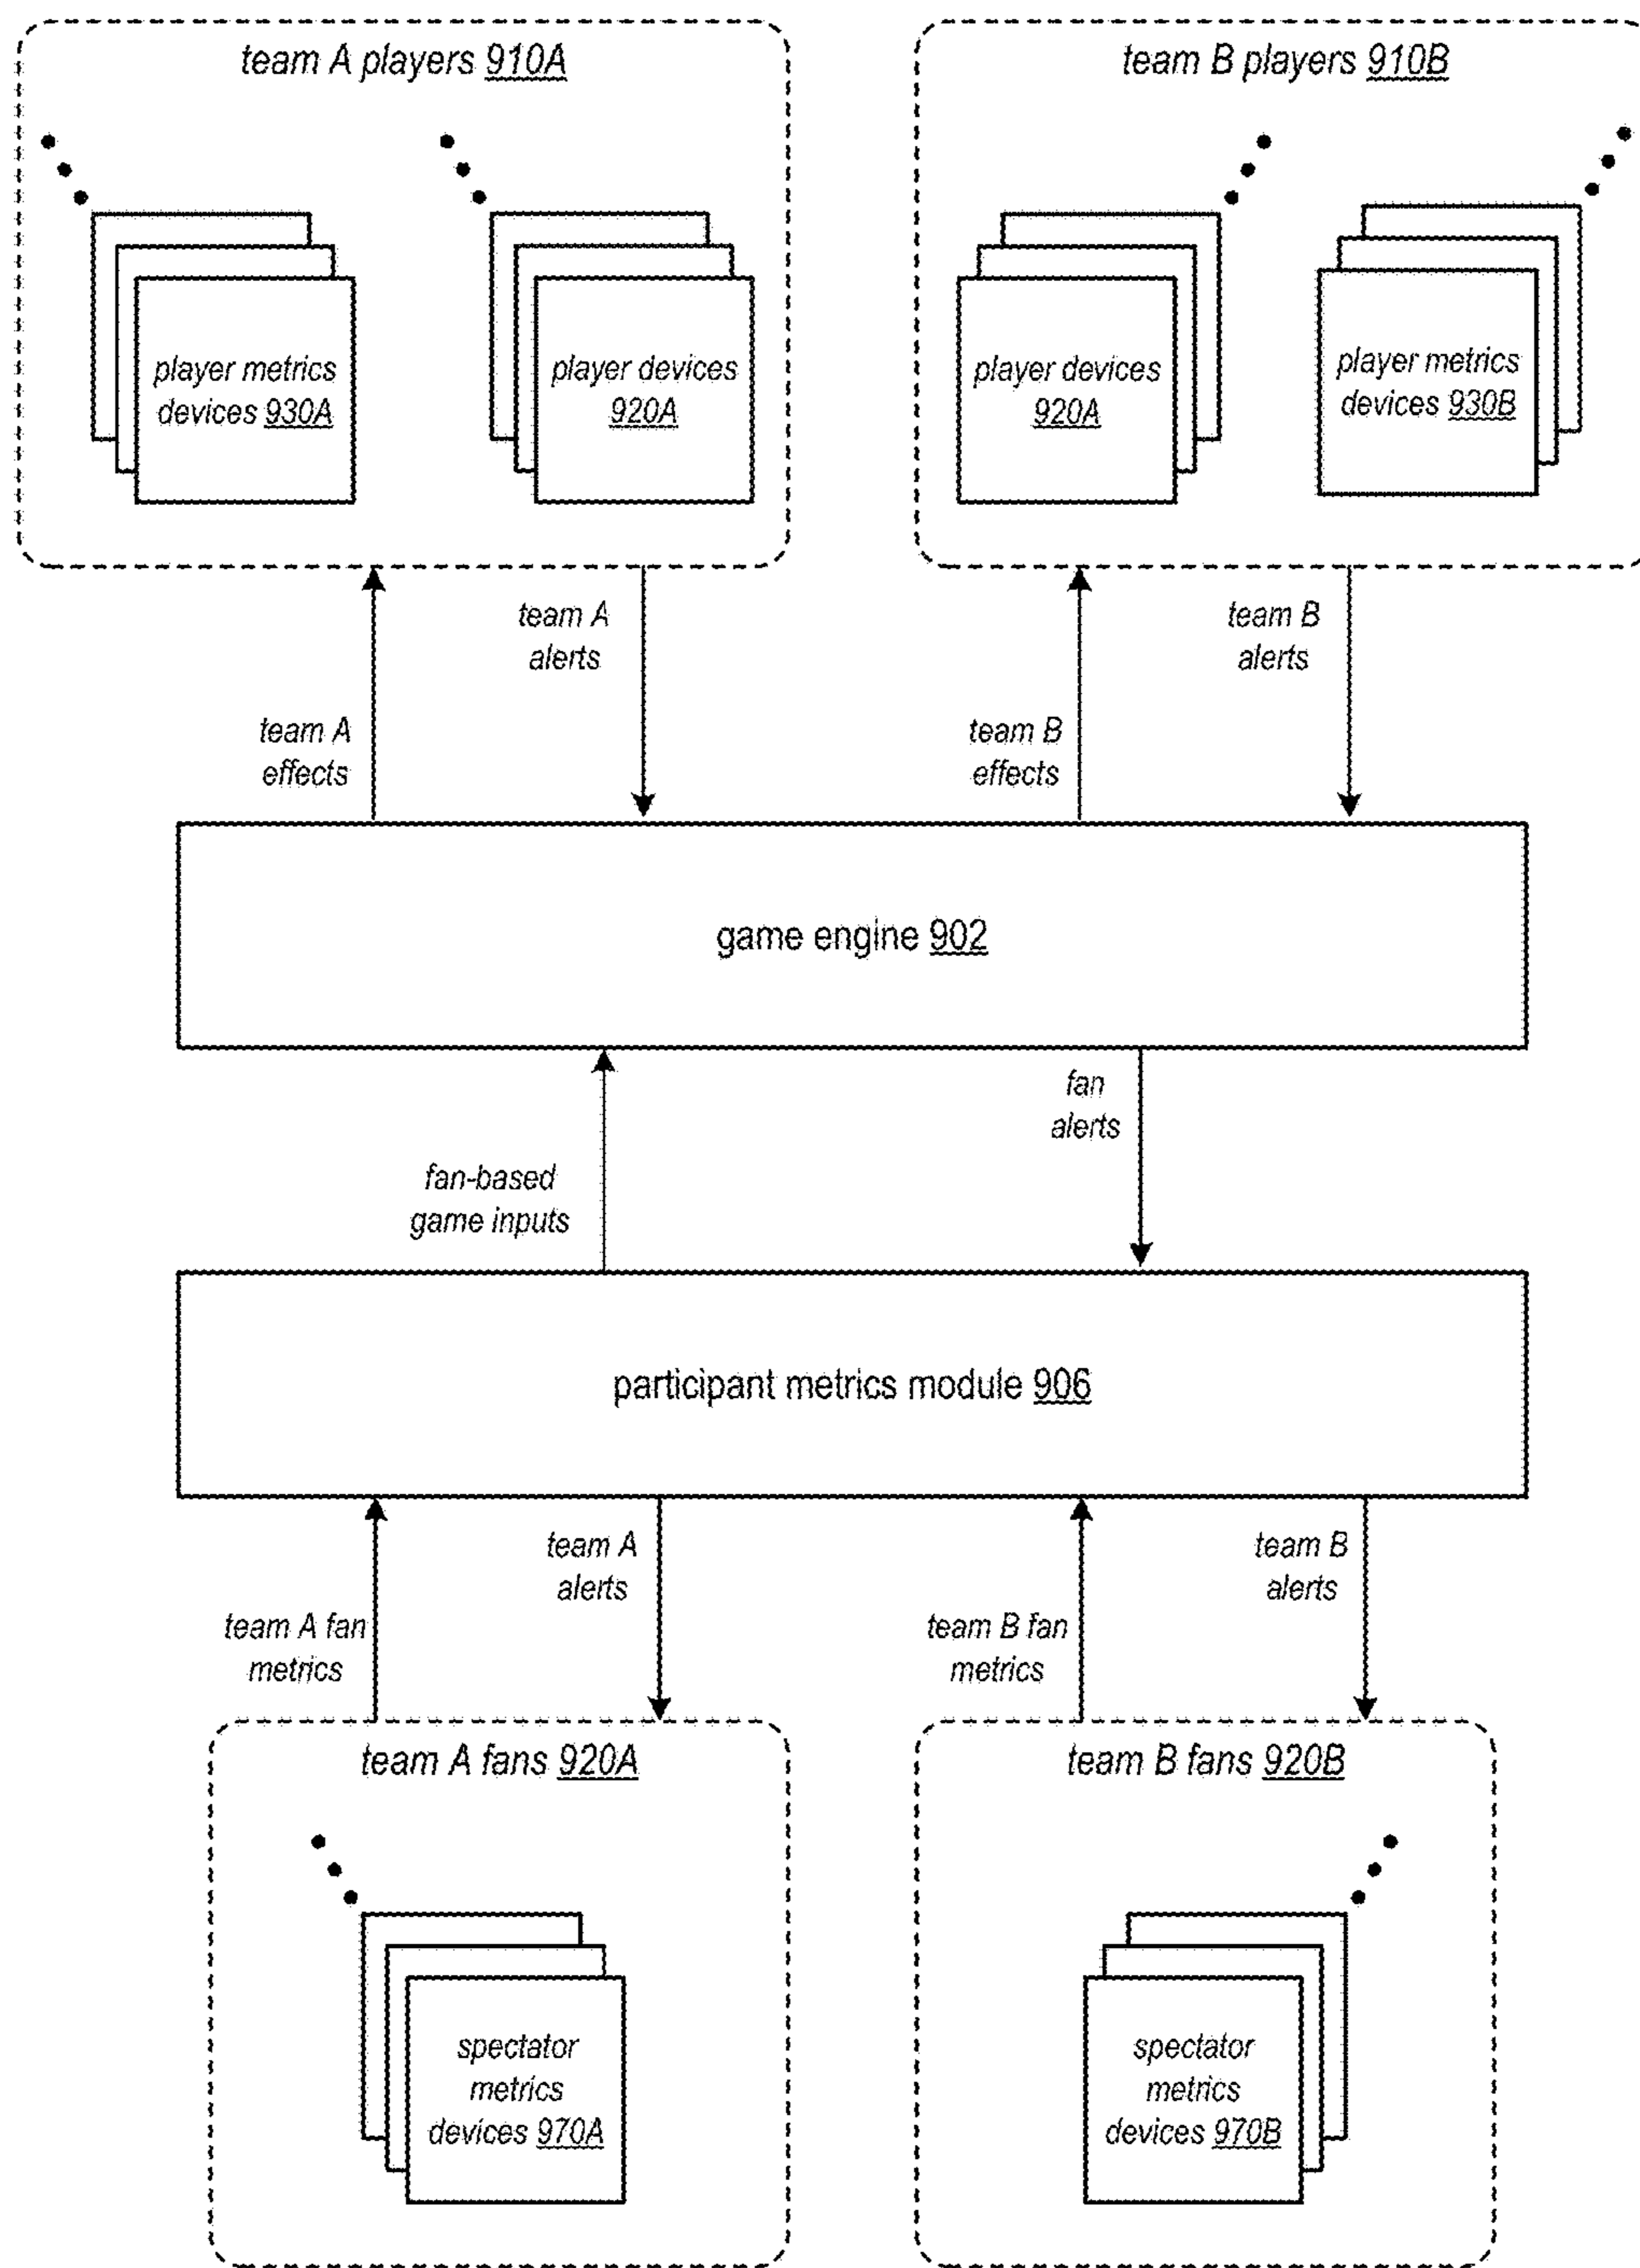 team A players 910A
team B players 910B
player metrics
devices 930A
player devices
920A
player devices
920A
player metrics
devices 930B
team A
alerts
team B
alerts
team A
effects
team B
effects
game engine 902
fan
alerts
fan-based
game inputs
participant metrics module 906
team A
alerts
team B
alerts
team A fan
metrics
team B fan
metrics
team A fans 920A
team B fans 920B
spectator
metrics
devices 970A
spectator
metrics
devices 970B